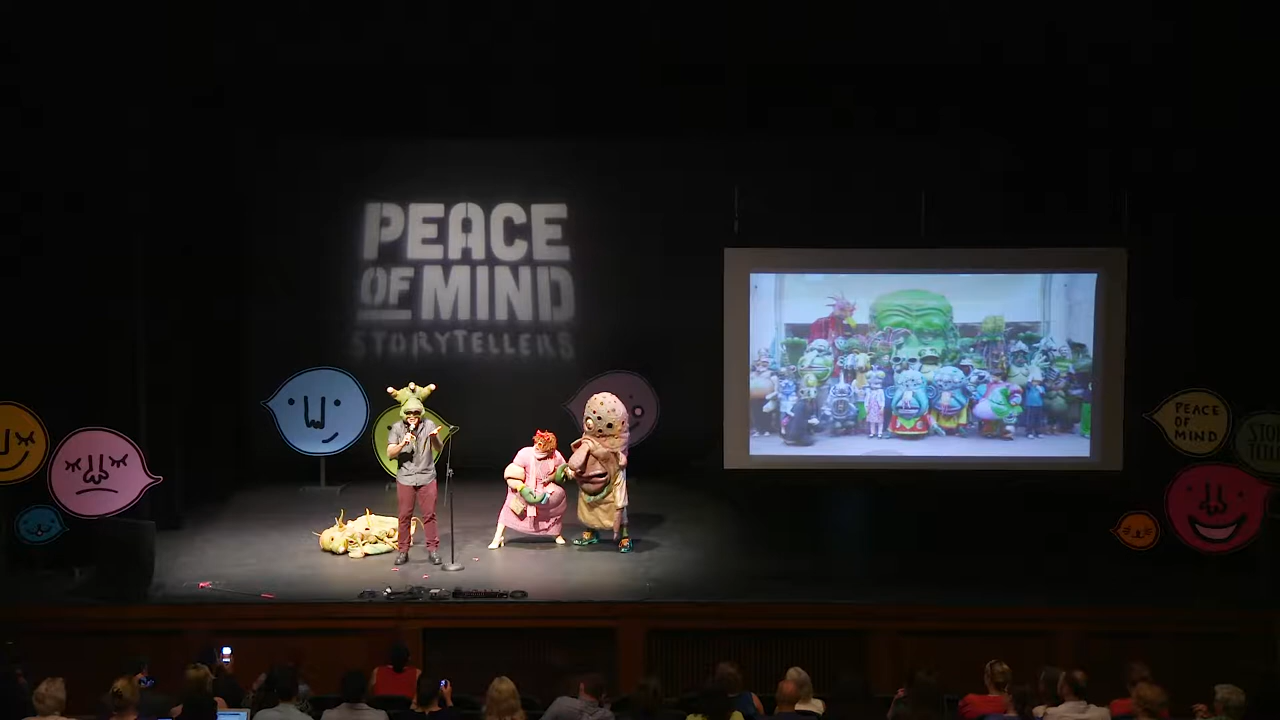 PEACE
OF MIND
STORYTELLERS
PEACE
OF
MIND